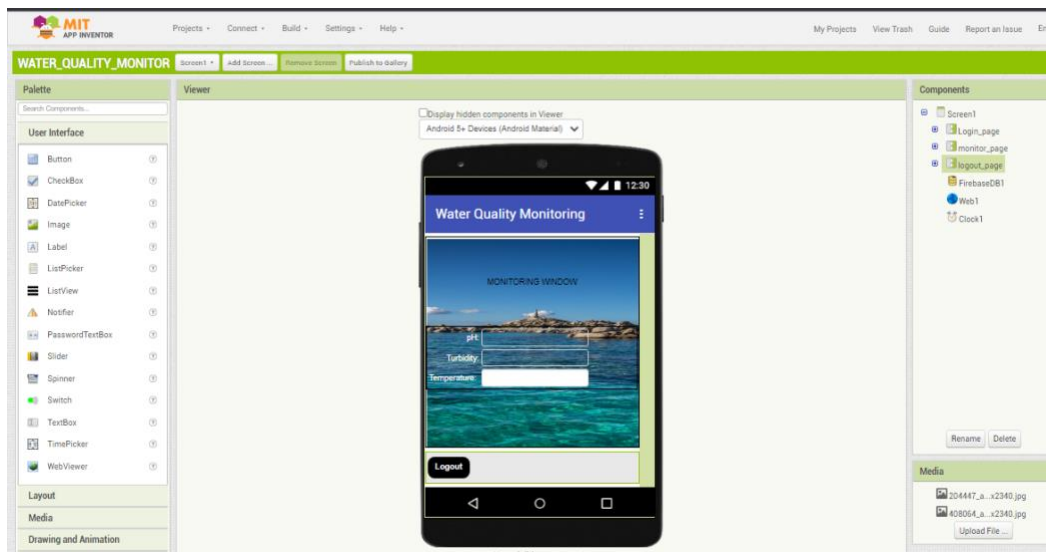 MIT
APP INVENTOR
Projects
Connect
Build
Settings
Help
My Projects
View Trash
Guide
Report an Issue
WATER_QUALITY_MONITOR
Screen1
Add Screen ...
Remove Screen
Publish to Gallery
Palette
Search Components...
User Interface
Button
CheckBox
DatePicker
Image
Label
ListPicker
ListView
Notifier
PasswordTextBox
Slider
Spinner
Switch
TextBox
TimePicker
WebViewer
Layout
Media
Drawing and Animation
Viewer
Display hidden components in Viewer
Android 5+ Devices (Android Material)
12:30
Water Quality Monitoring
MONITORING WINDOW
pH:
Turbidity:
Temperature:
Logout
Components
Screen1
Login_page
monitor_page
logout_page
FirebaseDB1
Web1
Clock1
Rename
Delete
Media
204447_a...x2340.jpg
408064_a...x2340.jpg
Upload File ...